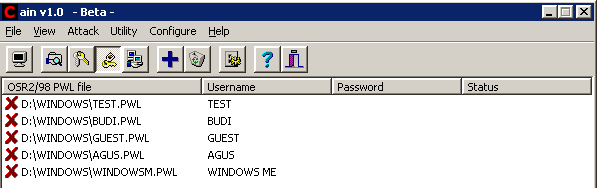 Cain v1.0 - Beta -
File View Attack Utility Configure Help
OSR2/98 PWL file Username Password Status
D:\WINDOWS\TEST.PWL TEST
D:\WINDOWS\BUDI.PWL BUDI
D:\WINDOWS\GUEST.PWL GUEST
D:\WINDOWS\AGUS.PWL AGUS
D:\WINDOWS\WINDOWSM.PWL WINDOWS ME